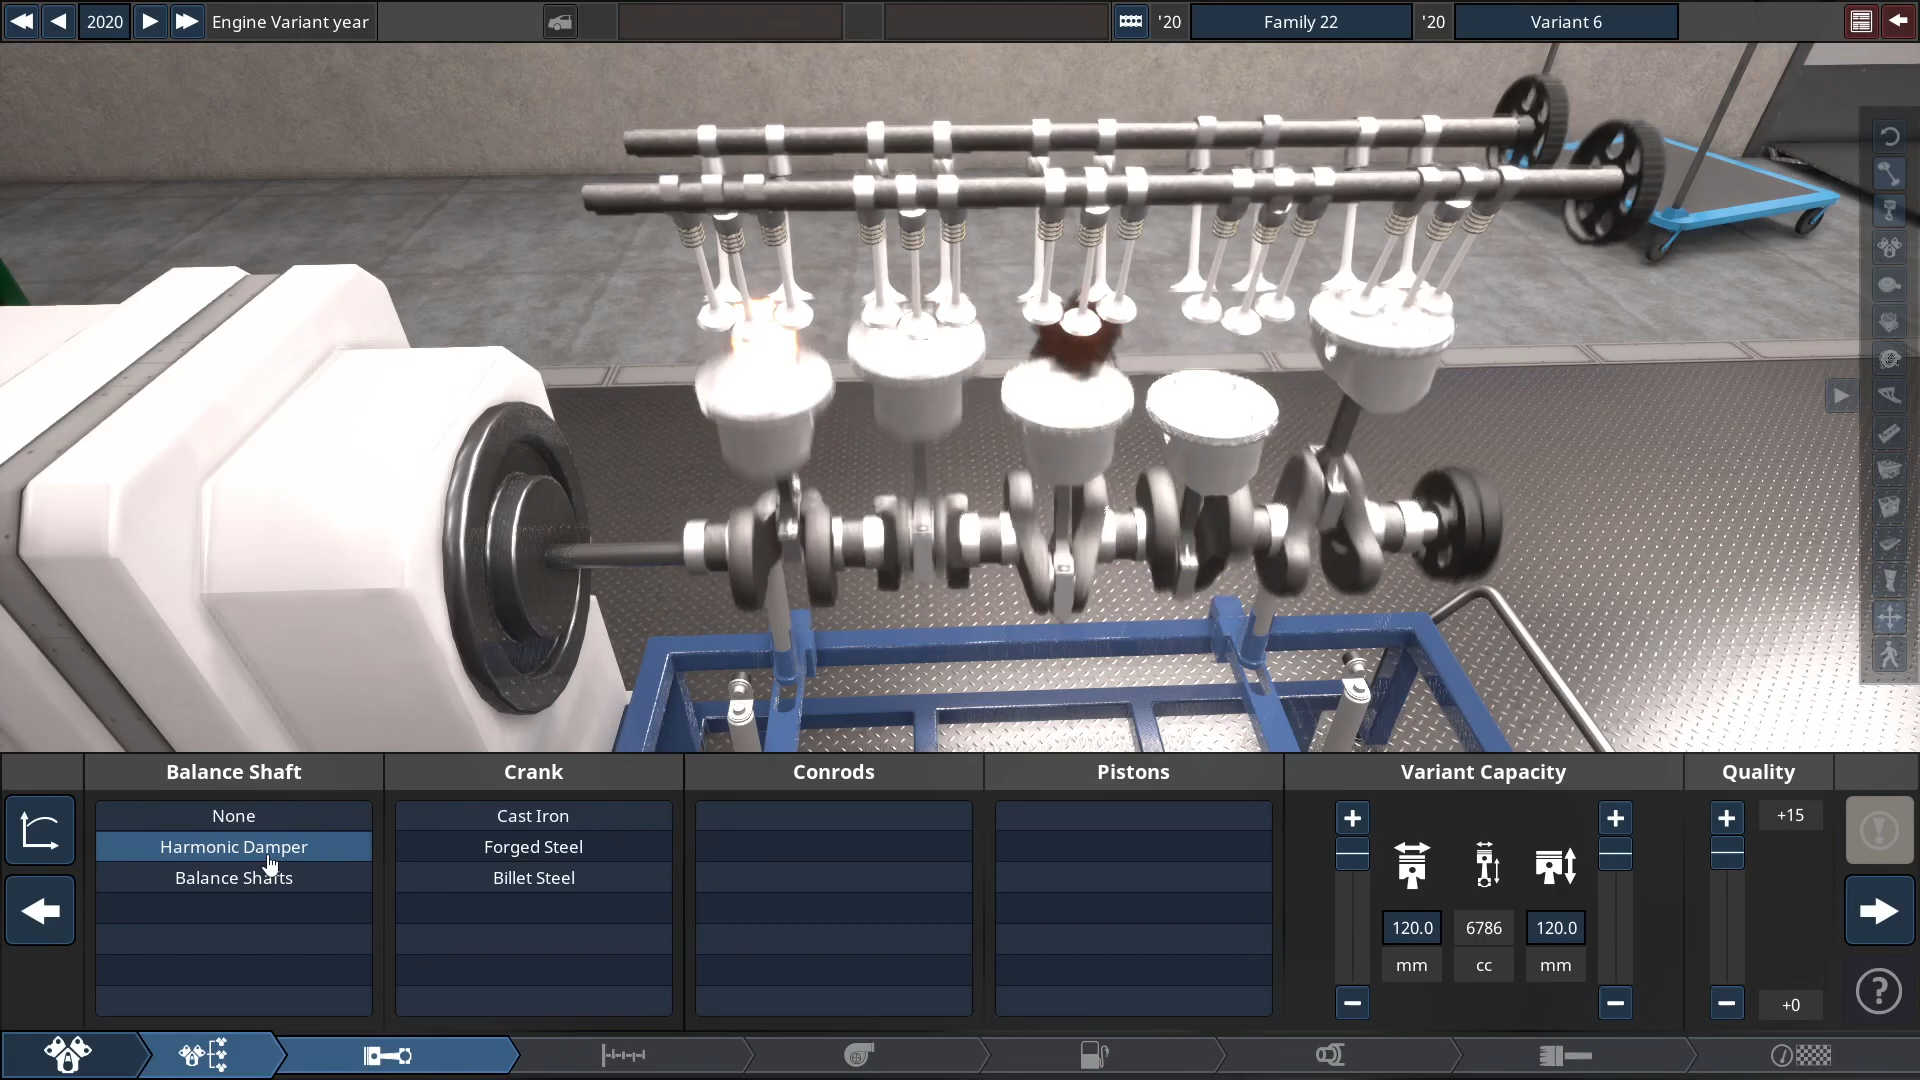 2020 Engine Variant year '20 Family 22 '20 Variant 6
Balance Shaft
None
Harmonic Damper
Balance Shafts
Crank
Cast Iron
Forged Steel
Billet Steel
Conrods
Pistons
Variant Capacity
120.0 6786 120.0
mm cc mm
Quality
+15
+0